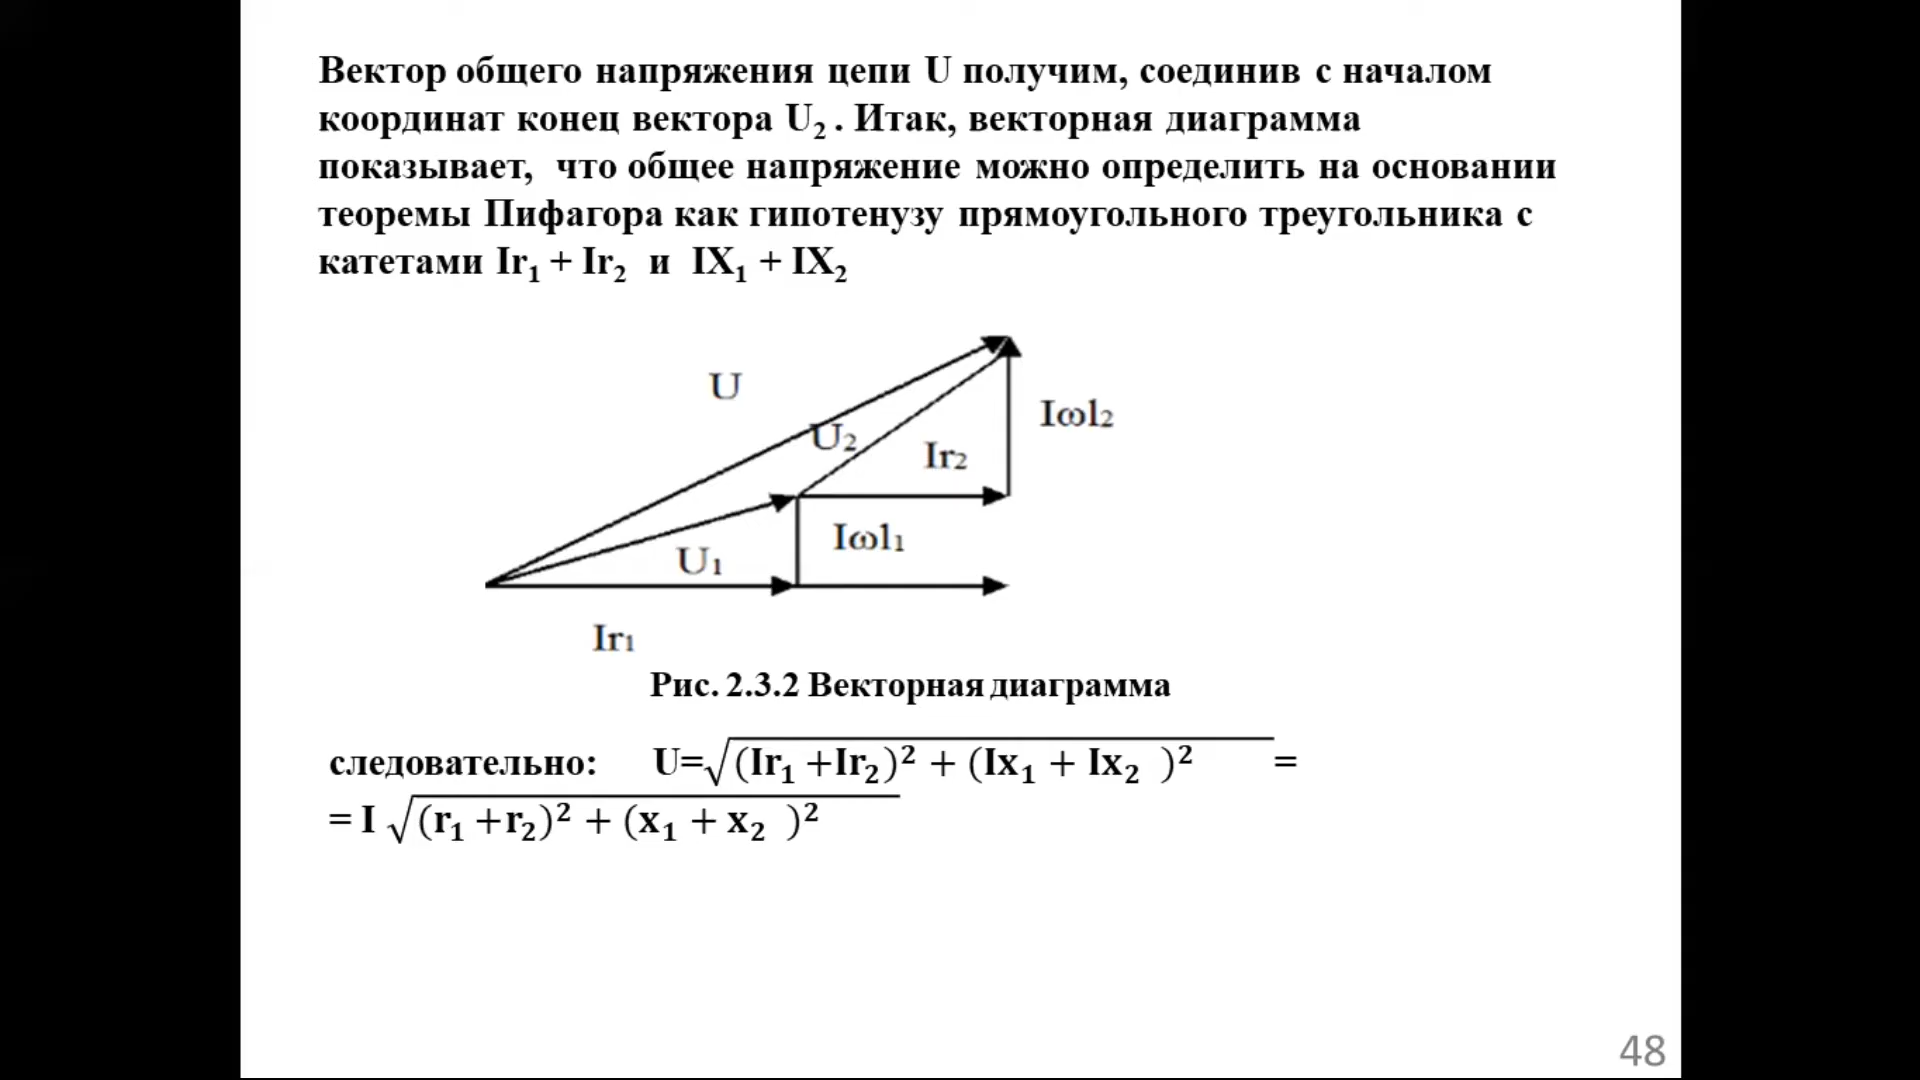 Вектор общего напряжения цепи U получим, соединив с началом
координат конец вектора U₂ . Итак, векторная диаграмма
показывает, что общее напряжение можно определить на основании
теоремы Пифагора как гипотенузу прямоугольного треугольника с
катетами Ir₁ + Ir₂ и IX₁ + IX₂
U
Iωl₂
U₂
Ir₂
Iωl₁
U₁
Ir₁
Рис. 2.3.2 Векторная диаграмма
следовательно: U=√(Ir₁ +Ir₂)² + (Ix₁ + Ix₂ )² =
= I √(r₁ +r₂)² + (x₁ + x₂ )²
48